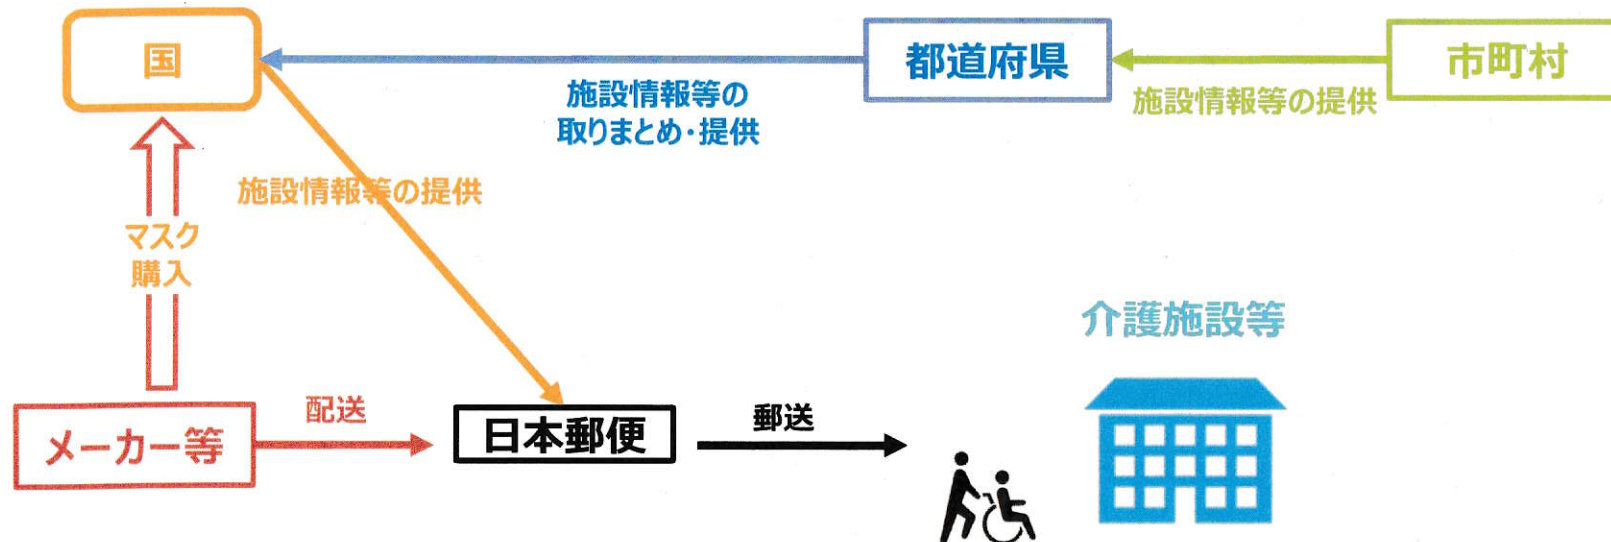 国
都道府県
市町村
施設情報等の
取りまとめ・提供
施設情報等の提供
施設情報等の提供
マスク
購入
介護施設等
メーカー等
配送
日本郵便
郵送